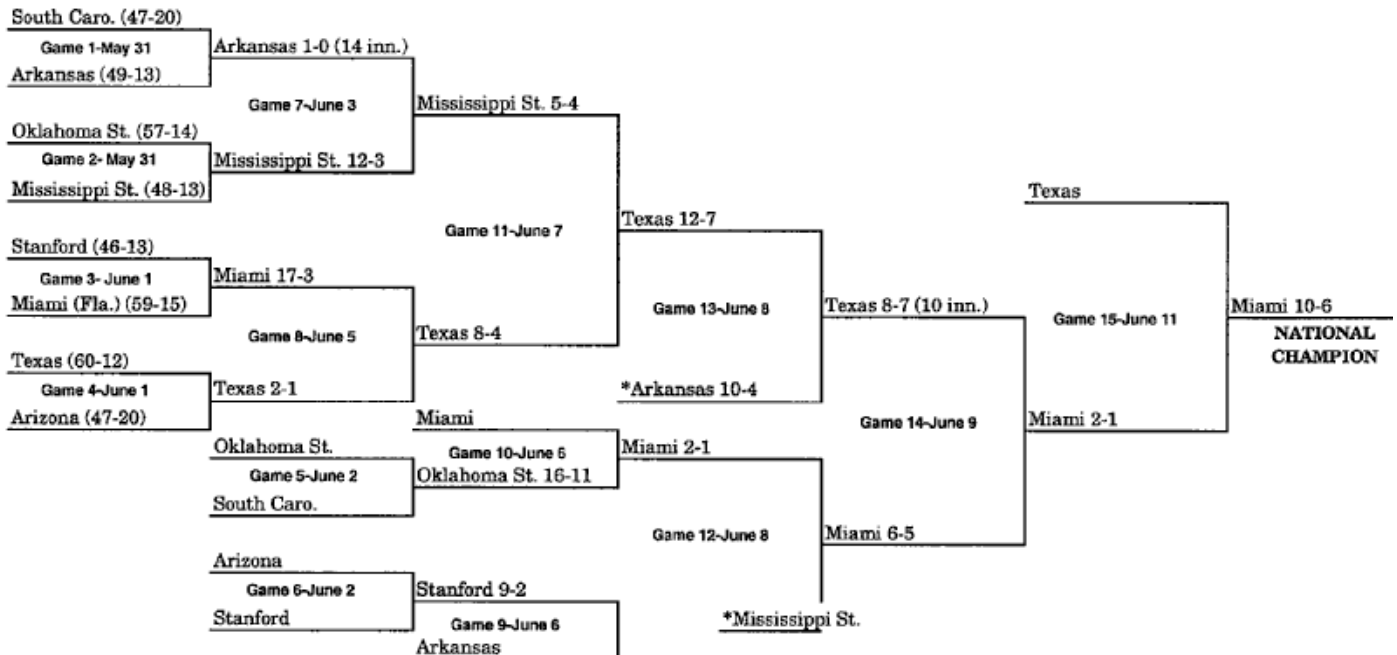 South Caro. (47-20)
Game 1-May 31
Arkansas (49-13)
Arkansas 1-0 (14 inn.)
Game 7-June 3
Mississippi St. 5-4
Oklahoma St. (57-14)
Game 2- May 31
Mississippi St. (48-13)
Mississippi St. 12-3
Game 11-June 7
Texas 12-7
Texas
Stanford (46-13)
Game 3- June 1
Miami (Fla.) (59-15)
Miami 17-3
Game 8-June 5
Texas 8-4
Game 13-June 8
Texas 8-7 (10 inn.)
Game 15-June 11
Miami 10-6
NATIONAL
CHAMPION
Texas (60-12)
Game 4-June 1
Arizona (47-20)
Texas 2-1
*Arkansas 10-4
Game 14-June 9
Miami 2-1
Miami
Game 10-June 6
Oklahoma St. 16-11
Miami 2-1
Oklahoma St.
Game 5-June 2
South Caro.
Game 12-June 8
Miami 6-5
Arizona
Game 6-June 2
Stanford
Stanford 9-2
Game 9-June 6
Arkansas
*Mississippi St.